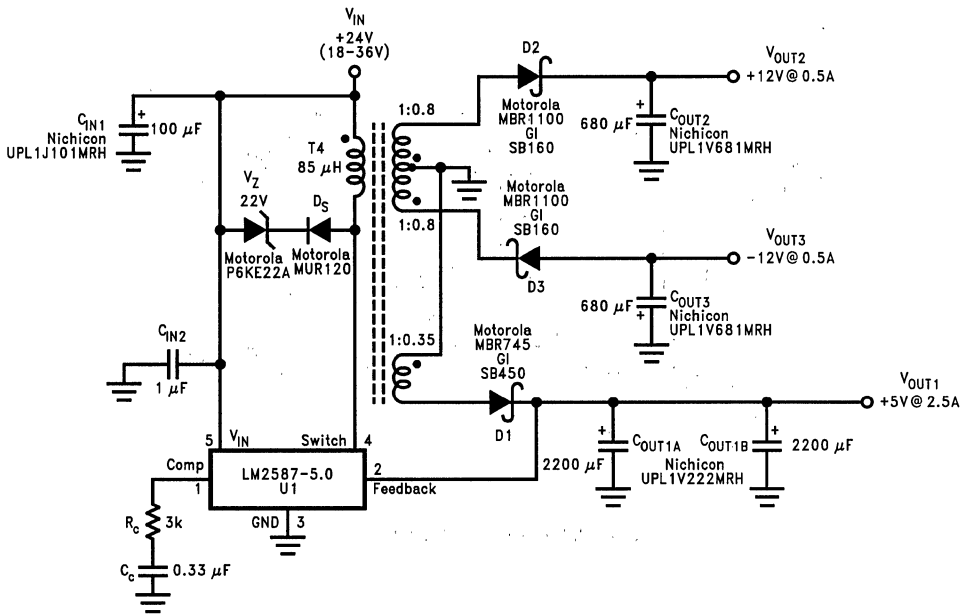 V_IN
+24V
(18-36V)
C_IN1
Nichicon
UPL1J101MRH
+
100 μF
T4
85 μH
1:0.8
1:0.8
1:0.35
D2
Motorola
MBR1100
GI
SB160
V_OUT2
+12V @ 0.5A
680 μF
+
C_OUT2
Nichicon
UPL1V681MRH
V_Z
22V
Motorola
P6KE22A
D_S
Motorola
MUR120
Motorola
MBR1100
GI
SB160
D3
V_OUT3
-12V @ 0.5A
680 μF
+
C_OUT3
Nichicon
UPL1V681MRH
C_IN2
1 μF
Motorola
MBR745
GI
SB450
D1
V_OUT1
+5V @ 2.5A
+
2200 μF
C_OUT1A
C_OUT1B
Nichicon
UPL1V222MRH
+
2200 μF
5
V_IN
Switch
4
Comp
1
LM2587-5.0
U1
2
Feedback
GND
3
R_c
3k
C_c
0.33 μF